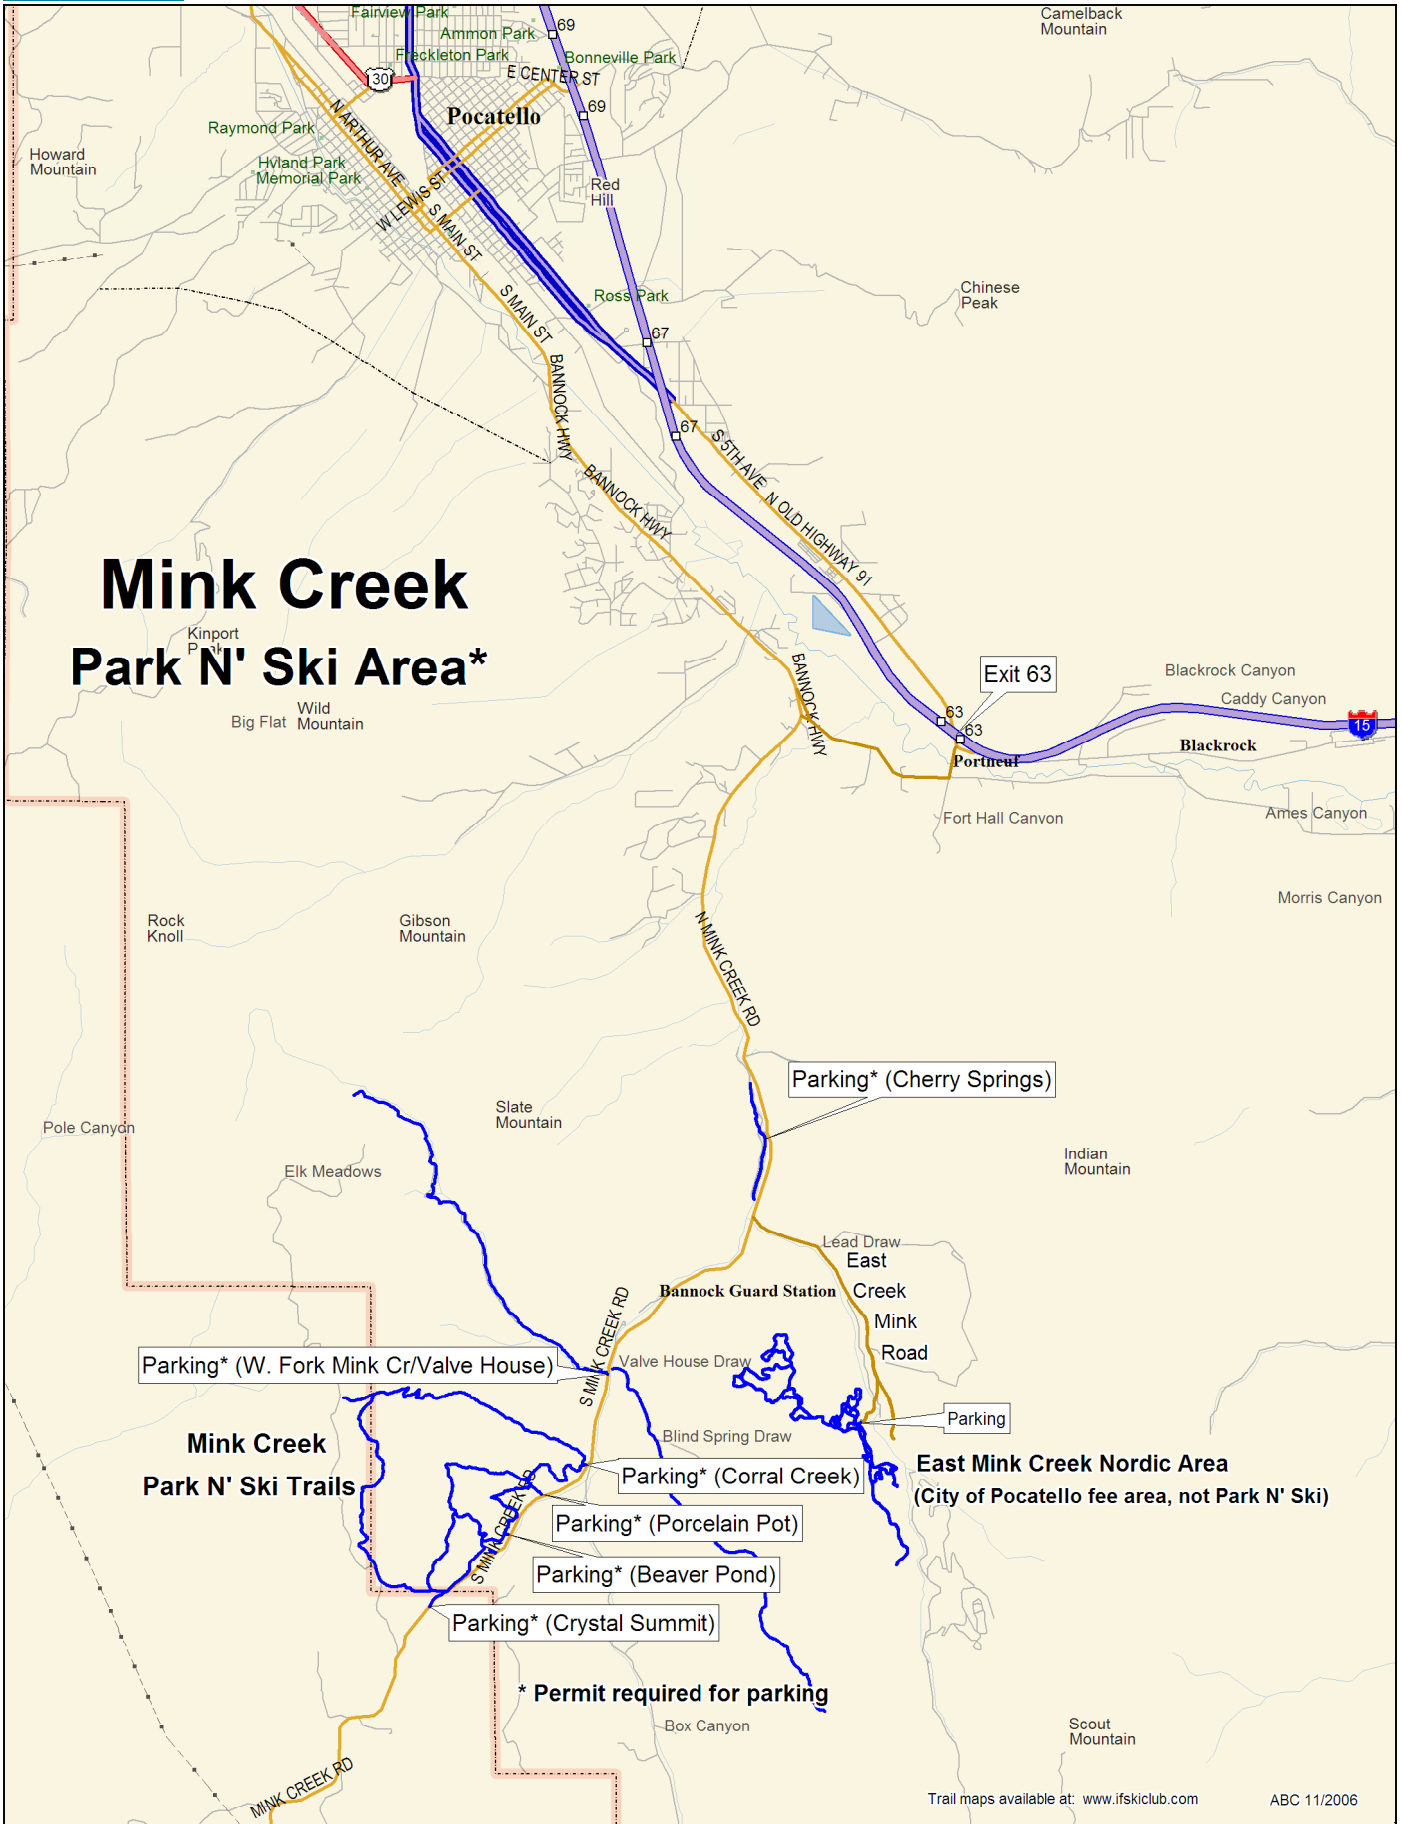 Fairview Park
69
Camelback
Mountain
Ammon Park
Freckleton Park
Bonneville Park
30
E CENTER ST
69
Pocatello
N ARTHUR AVE
Raymond Park
Howard
Mountain
Hyland Park
Memorial Park
W LEWIS ST
Red
Hill
S MAIN ST
Chinese
Peak
Ross Park
S MAIN ST
67
BANNOCK HWY
67
S 5TH AVE
BANNOCK HWY
N OLD HIGHWAY 91
Mink Creek
Kinport
Peak
Park N' Ski Area*
BANNOCK HWY
Exit 63
Blackrock Canyon
Caddy Canyon
Wild
Mountain
Big Flat
63
63
15
Blackrock
Portneuf
Fort Hall Canyon
Ames Canyon
Morris Canyon
Rock
Knoll
Gibson
Mountain
N MINK CREEK RD
Parking* (Cherry Springs)
Slate
Mountain
Pole Canyon
Indian
Mountain
Elk Meadows
Lead Draw
East
Creek
Mink
Road
Bannock Guard Station
S MINK CREEK RD
Parking* (W. Fork Mink Cr/Valve House)
Valve House Draw
Parking
Mink Creek
Park N' Ski Trails
Blind Spring Draw
East Mink Creek Nordic Area
(City of Pocatello fee area, not Park N' Ski)
Parking* (Corral Creek)
S MINK CREEK RD
Parking* (Porcelain Pot)
Parking* (Beaver Pond)
Parking* (Crystal Summit)
* Permit required for parking
Box Canyon
Scout
Mountain
MINK CREEK RD
Trail maps available at: www.ifskiclub.com
ABC 11/2006